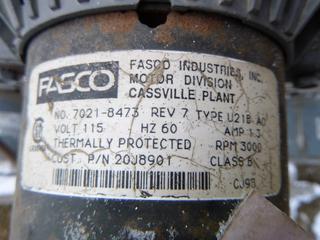 FASCO
FASCO INDUSTRIES, INC.
MOTOR DIVISION
CASSVILLE PLANT
NO. 7021-8473 REV 7 TYPE U21B
VOLT 115 HZ 60 AMP 1.3
THERMALLY PROTECTED RPM 3000
CUST. P/N 20J8901 CLASS B